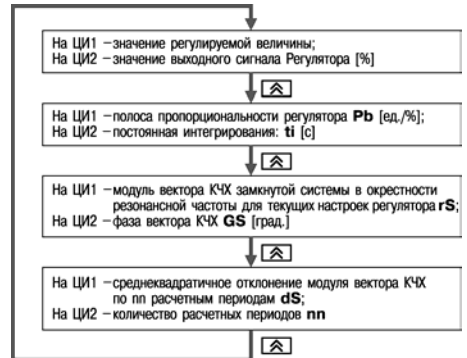 На ЦИ1 – значение регулируемой величины;
На ЦИ2 – значение выходного сигнала Регулятора [%]
На ЦИ1 – полоса пропорциональности регулятора Pb [ед./%];
На ЦИ2 – постоянная интегрирования: ti [с]
На ЦИ1 – модуль вектора КЧХ замкнутой системы в окрестности
резонансной частоты для текущих настроек регулятора rS;
На ЦИ2 – фаза вектора КЧХ GS [град.]
На ЦИ1 – среднеквадратичное отклонение модуля вектора КЧХ
по nn расчетным периодам dS;
На ЦИ2 – количество расчетных периодов nn